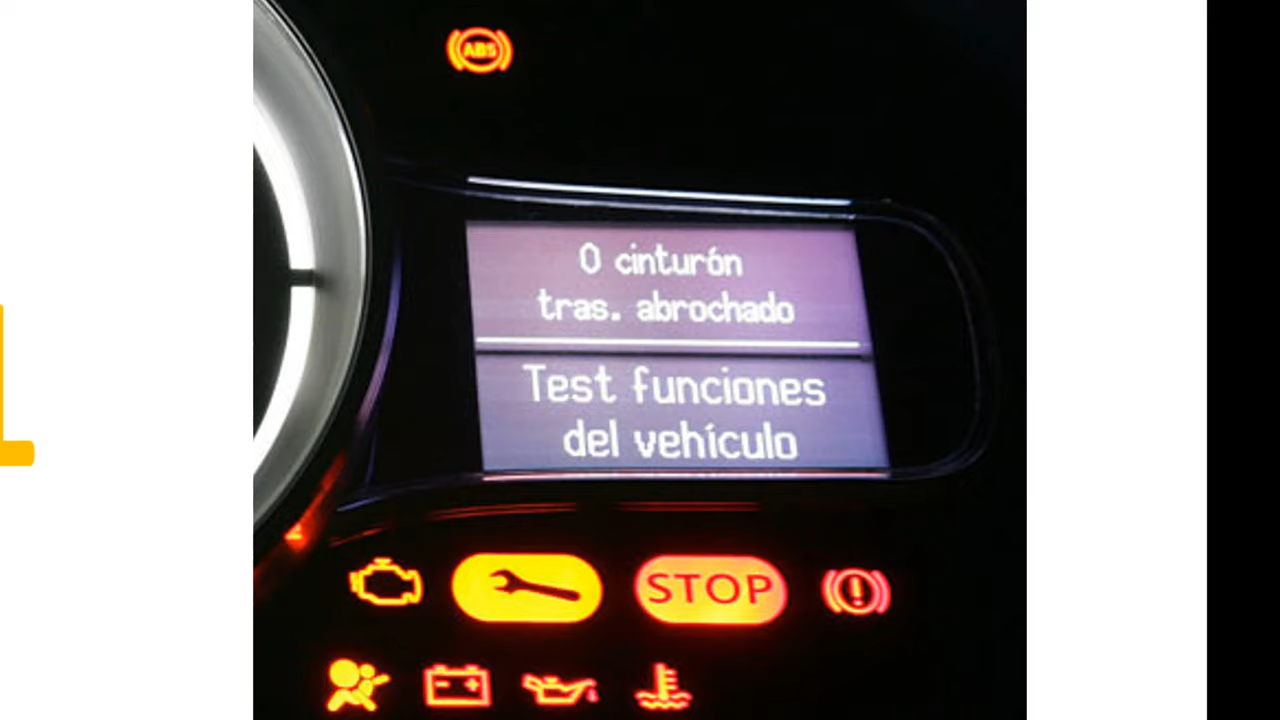 ABS
0 cinturón
tras. abrochado
Test funciones
del vehículo
STOP